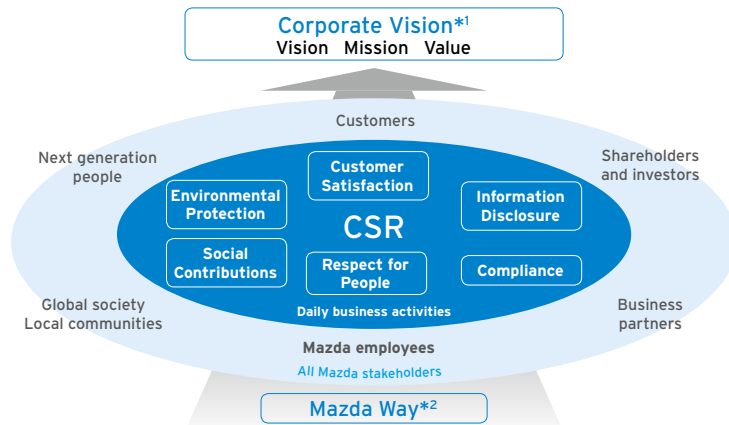 Corporate Vision*1
Vision Mission Value
Customers
Next generation
people
Shareholders
and investors
Customer
Satisfaction
Environmental
Protection
Information
Disclosure
CSR
Social
Contributions
Respect for
People
Compliance
Daily business activities
Global society
Local communities
Business
partners
Mazda employees
All Mazda stakeholders
Mazda Way*2